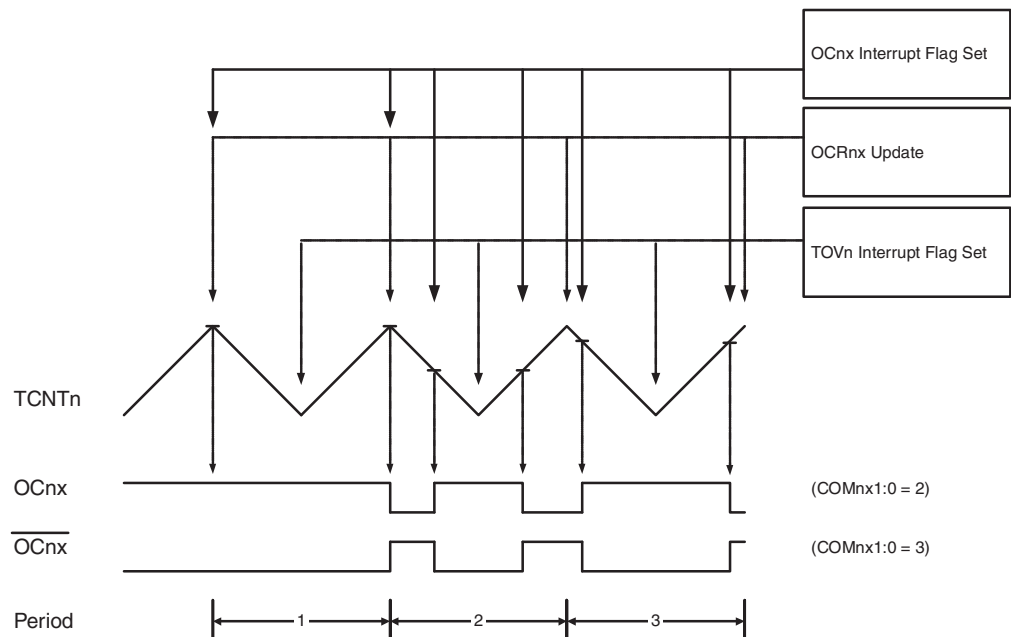 OCnx Interrupt Flag Set
OCRnx Update
TOVn Interrupt Flag Set
TCNTn
OCnx
(COMnx1:0 = 2)
OCnx
(COMnx1:0 = 3)
Period
1
2
3